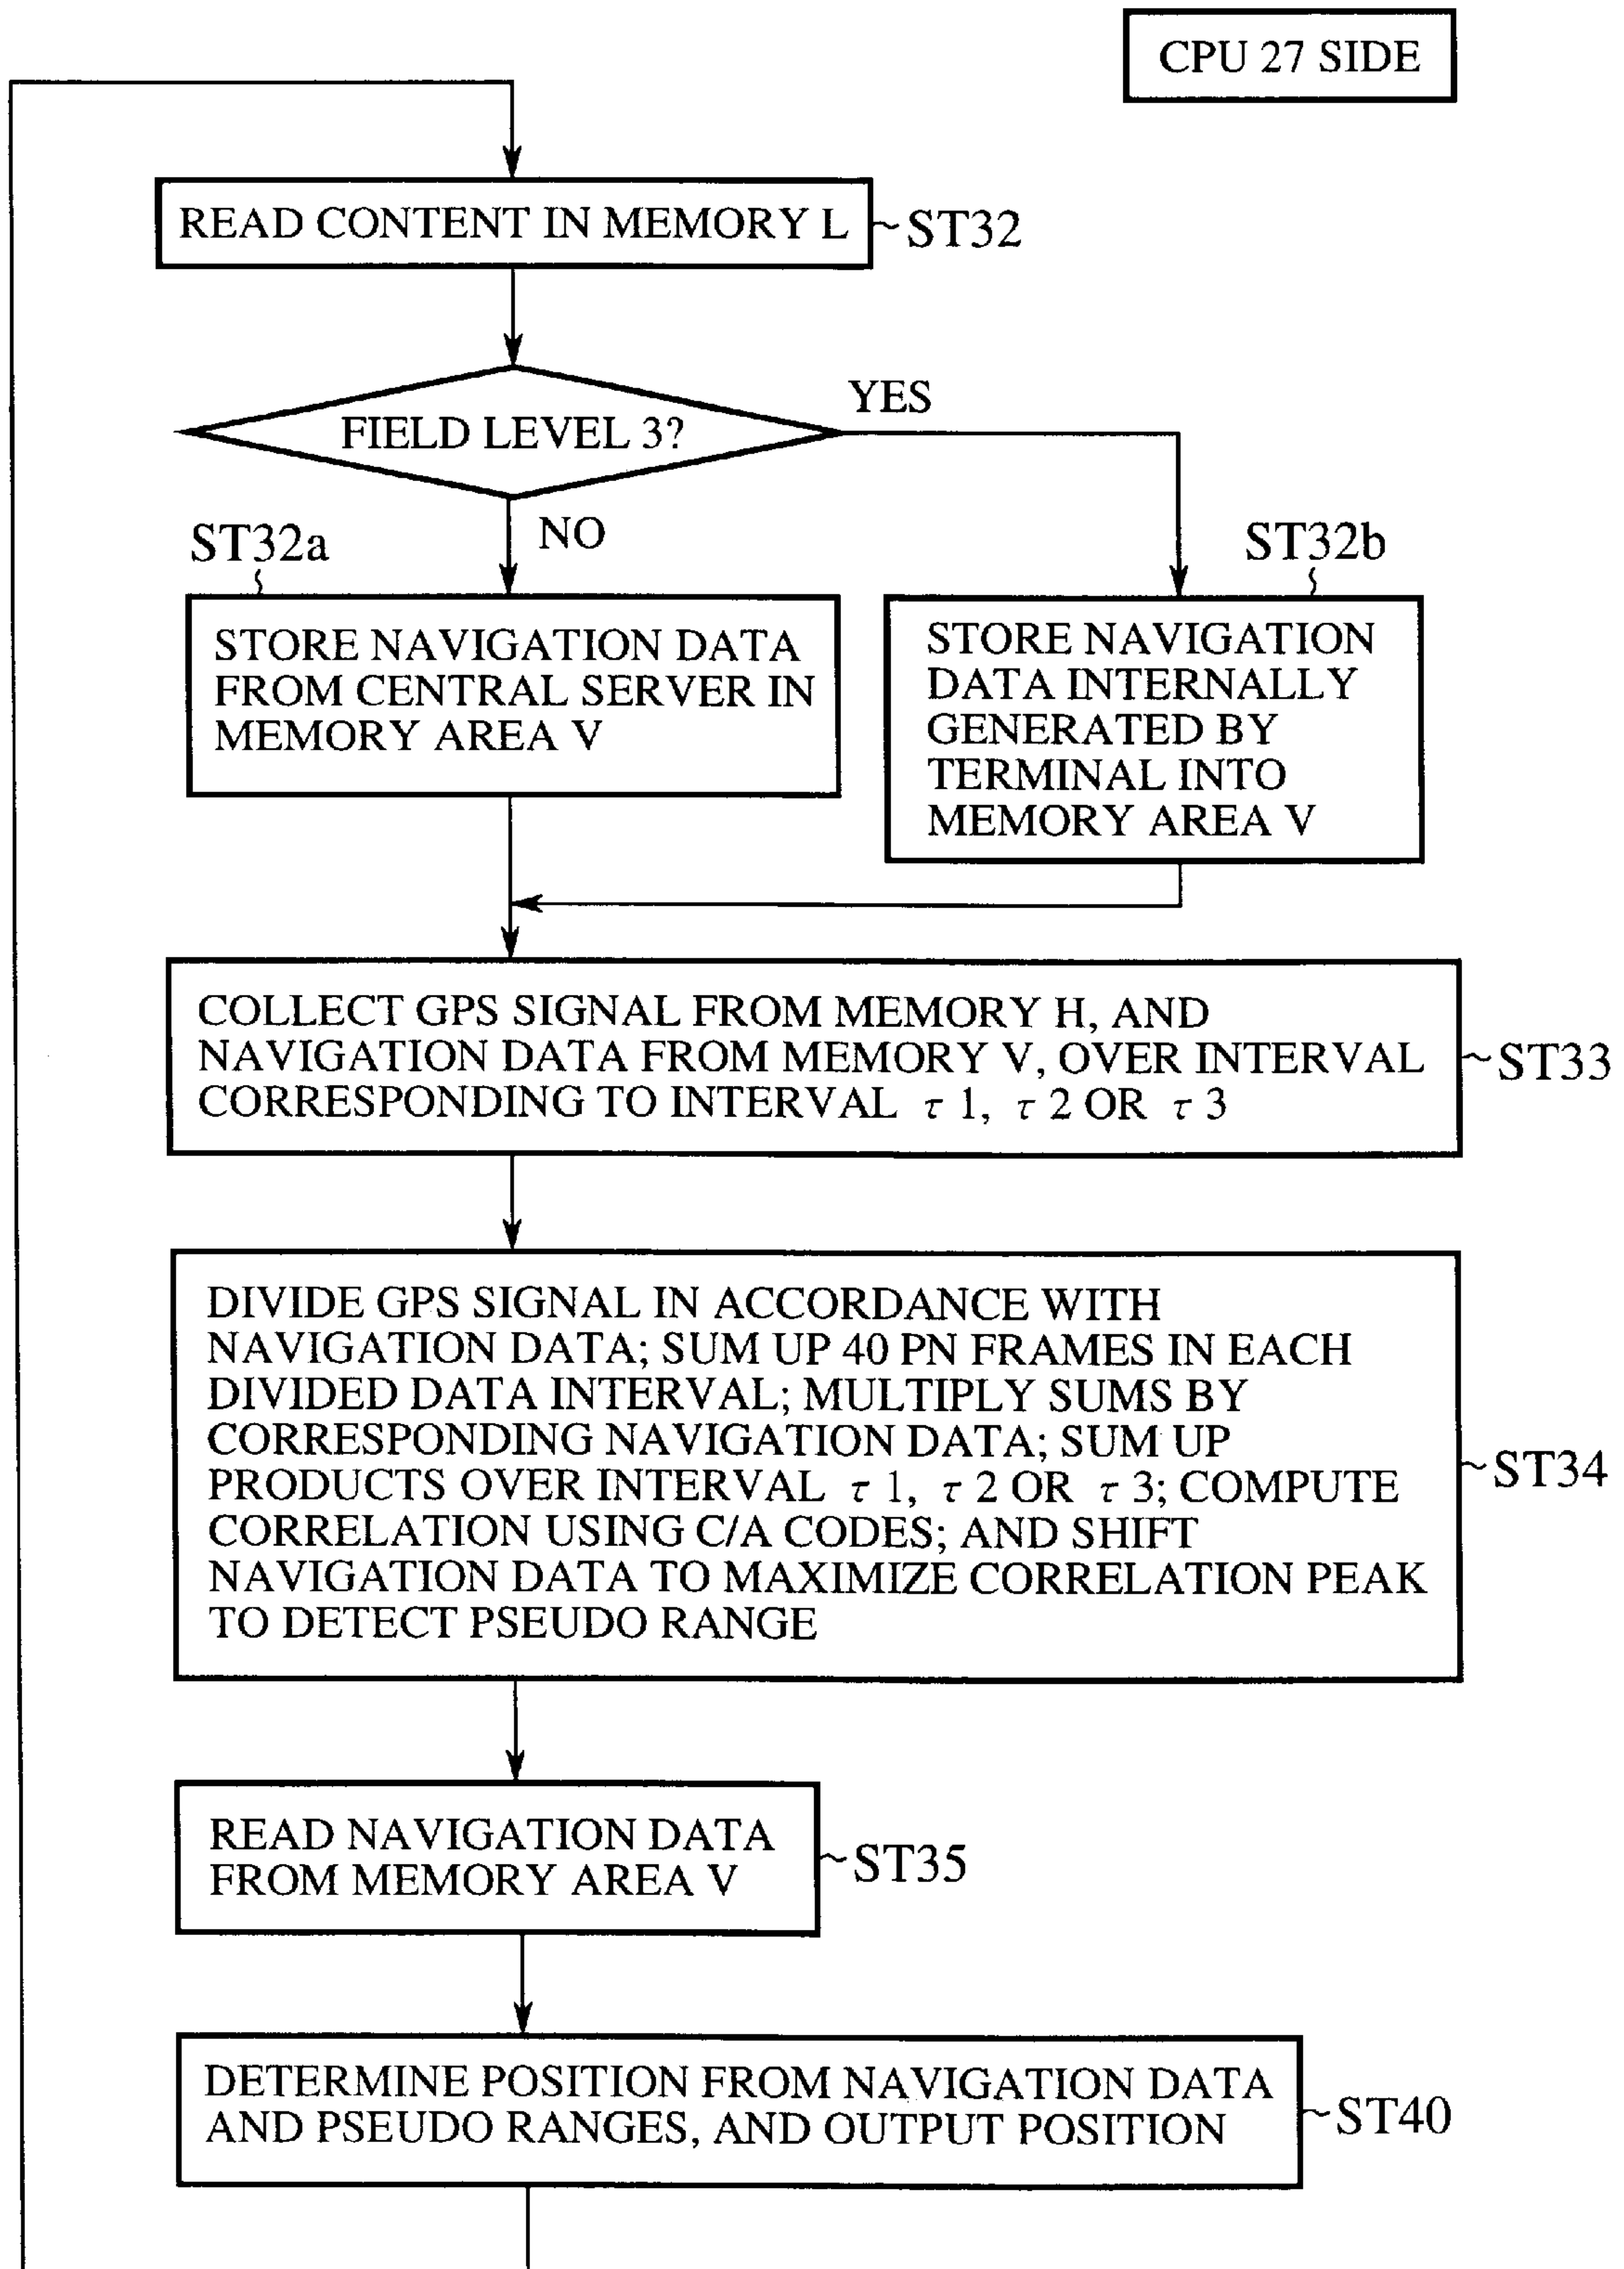 CPU 27 SIDE
READ CONTENT IN MEMORY L
ST32
FIELD LEVEL 3?
YES
NO
ST32a
STORE NAVIGATION DATA
FROM CENTRAL SERVER IN
MEMORY AREA V
ST32b
STORE NAVIGATION
DATA INTERNALLY
GENERATED BY
TERMINAL INTO
MEMORY AREA V
COLLECT GPS SIGNAL FROM MEMORY H, AND
NAVIGATION DATA FROM MEMORY V, OVER INTERVAL
CORRESPONDING TO INTERVAL τ 1, τ 2 OR τ 3
ST33
DIVIDE GPS SIGNAL IN ACCORDANCE WITH
NAVIGATION DATA; SUM UP 40 PN FRAMES IN EACH
DIVIDED DATA INTERVAL; MULTIPLY SUMS BY
CORRESPONDING NAVIGATION DATA; SUM UP
PRODUCTS OVER INTERVAL τ 1, τ 2 OR τ 3; COMPUTE
CORRELATION USING C/A CODES; AND SHIFT
NAVIGATION DATA TO MAXIMIZE CORRELATION PEAK
TO DETECT PSEUDO RANGE
ST34
READ NAVIGATION DATA
FROM MEMORY AREA V
ST35
DETERMINE POSITION FROM NAVIGATION DATA
AND PSEUDO RANGES, AND OUTPUT POSITION
ST40